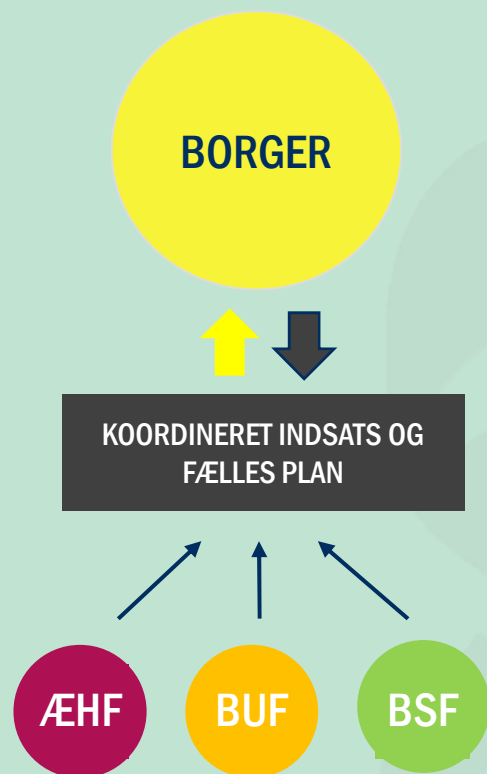 BORGER
KOORDINERET INDSATS OG
FÆLLES PLAN
ÆHF
BUF
BSF